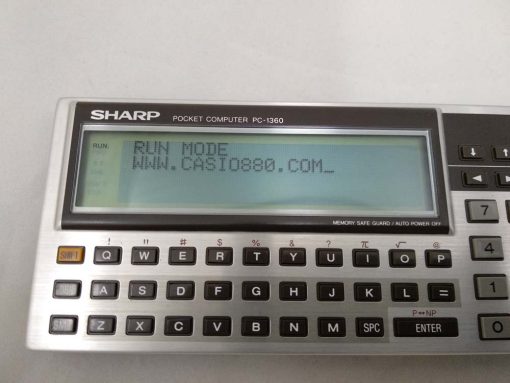 SHARP POCKET COMPUTER PC-1360
RUN RUN MODE
WWW.CASIO880.COM_
MEMORY SAFE GUARD / AUTO POWER OFF
↓ ↑
◄ ►
! " # $ % & ? π √ @
SHIFT Q W E R T Y U I O P
7
A S D F G H J K L =
4
P↔NP
Z X C V B N M SPC ENTER
1
0